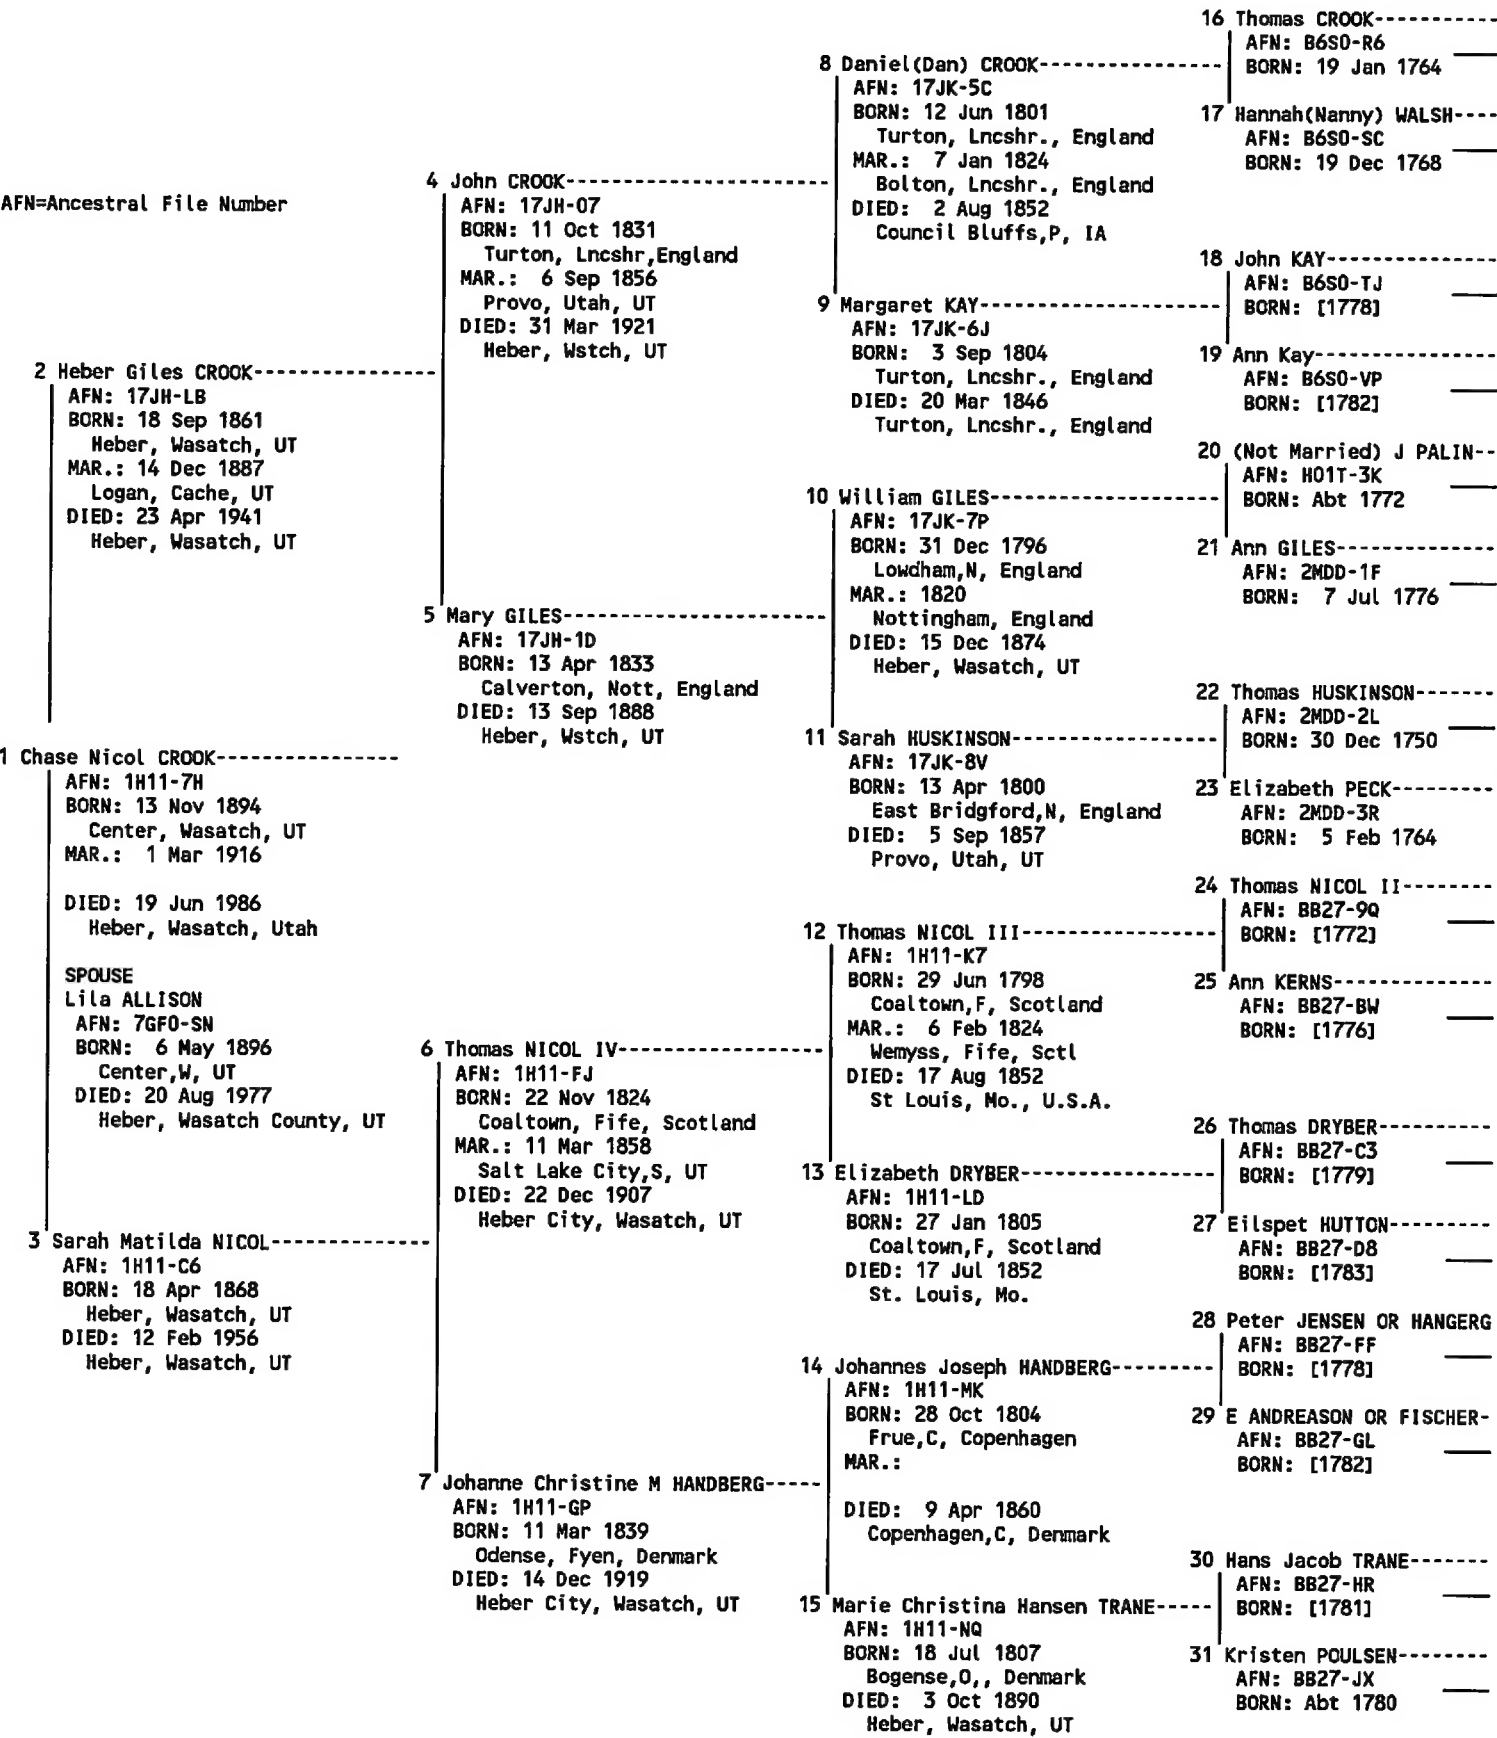 AFN=Ancestral File Number
1 Chase Nicol CROOK---------------
AFN: 1H11-7H
BORN: 13 Nov 1894
Center, Wasatch, UT
MAR.: 1 Mar 1916
DIED: 19 Jun 1986
Heber, Wasatch, Utah
SPOUSE
Lila ALLISON
AFN: 7GF0-SN
BORN: 6 May 1896
Center,W, UT
DIED: 20 Aug 1977
Heber, Wasatch County, UT
2 Heber Giles CROOK---------------
AFN: 17JH-LB
BORN: 18 Sep 1861
Heber, Wasatch, UT
MAR.: 14 Dec 1887
Logan, Cache, UT
DIED: 23 Apr 1941
Heber, Wasatch, UT
3 Sarah Matilda NICOL-------------
AFN: 1H11-C6
BORN: 18 Apr 1868
Heber, Wasatch, UT
DIED: 12 Feb 1956
Heber, Wasatch, UT
4 John CROOK----------------------
AFN: 17JH-07
BORN: 11 Oct 1831
Turton, Lncshr,England
MAR.: 6 Sep 1856
Provo, Utah, UT
DIED: 31 Mar 1921
Heber, Wstch, UT
5 Mary GILES----------------------
AFN: 17JH-1D
BORN: 13 Apr 1833
Calverton, Nott, England
DIED: 13 Sep 1888
Heber, Wstch, UT
6 Thomas NICOL IV-----------------
AFN: 1H11-FJ
BORN: 22 Nov 1824
Coaltown, Fife, Scotland
MAR.: 11 Mar 1858
Salt Lake City,S, UT
DIED: 22 Dec 1907
Heber City, Wasatch, UT
7 Johanne Christine M HANDBERG-----
AFN: 1H11-GP
BORN: 11 Mar 1839
Odense, Fyen, Denmark
DIED: 14 Dec 1919
Heber City, Wasatch, UT
8 Daniel(Dan) CROOK---------------
AFN: 17JK-5C
BORN: 12 Jun 1801
Turton, Lncshr., England
MAR.: 7 Jan 1824
Bolton, Lncshr., England
DIED: 2 Aug 1852
Council Bluffs,P, IA
9 Margaret KAY--------------------
AFN: 17JK-6J
BORN: 3 Sep 1804
Turton, Lncshr., England
DIED: 20 Mar 1846
Turton, Lncshr., England
10 William GILES-------------------
AFN: 17JK-7P
BORN: 31 Dec 1796
Lowdham,N, England
MAR.: 1820
Nottingham, England
DIED: 15 Dec 1874
Heber, Wasatch, UT
11 Sarah HUSKINSON-----------------
AFN: 17JK-8V
BORN: 13 Apr 1800
East Bridgford,N, England
DIED: 5 Sep 1857
Provo, Utah, UT
12 Thomas NICOL III----------------
AFN: 1H11-K7
BORN: 29 Jun 1798
Coaltown,F, Scotland
MAR.: 6 Feb 1824
Wemyss, Fife, Sctl
DIED: 17 Aug 1852
St Louis, Mo., U.S.A.
13 Elizabeth DRYBER----------------
AFN: 1H11-LD
BORN: 27 Jan 1805
Coaltown,F, Scotland
DIED: 17 Jul 1852
St. Louis, Mo.
14 Johannes Joseph HANDBERG---------
AFN: 1H11-MK
BORN: 28 Oct 1804
Frue,C, Copenhagen
MAR.:
DIED: 9 Apr 1860
Copenhagen,C, Denmark
15 Marie Christina Hansen TRANE-----
AFN: 1H11-NQ
BORN: 18 Jul 1807
Bogense,O,, Denmark
DIED: 3 Oct 1890
Heber, Wasatch, UT
16 Thomas CROOK-----------
AFN: B6S0-R6
BORN: 19 Jan 1764
17 Hannah(Nanny) WALSH----
AFN: B6S0-SC
BORN: 19 Dec 1768
18 John KAY--------------
AFN: B6S0-TJ
BORN: [1778]
19 Ann Kay---------------
AFN: B6S0-VP
BORN: [1782]
20 (Not Married) J PALIN--
AFN: H01T-3K
BORN: Abt 1772
21 Ann GILES-------------
AFN: 2MDD-1F
BORN: 7 Jul 1776
22 Thomas HUSKINSON-------
AFN: 2MDD-2L
BORN: 30 Dec 1750
23 Elizabeth PECK---------
AFN: 2MDD-3R
BORN: 5 Feb 1764
24 Thomas NICOL II--------
AFN: BB27-9Q
BORN: [1772]
25 Ann KERNS-------------
AFN: BB27-BW
BORN: [1776]
26 Thomas DRYBER----------
AFN: BB27-C3
BORN: [1779]
27 Eilspet HUTTON---------
AFN: BB27-D8
BORN: [1783]
28 Peter JENSEN OR HANGERG
AFN: BB27-FF
BORN: [1778]
29 E ANDREASON OR FISCHER-
AFN: BB27-GL
BORN: [1782]
30 Hans Jacob TRANE-------
AFN: BB27-HR
BORN: [1781]
31 Kristen POULSEN--------
AFN: BB27-JX
BORN: Abt 1780